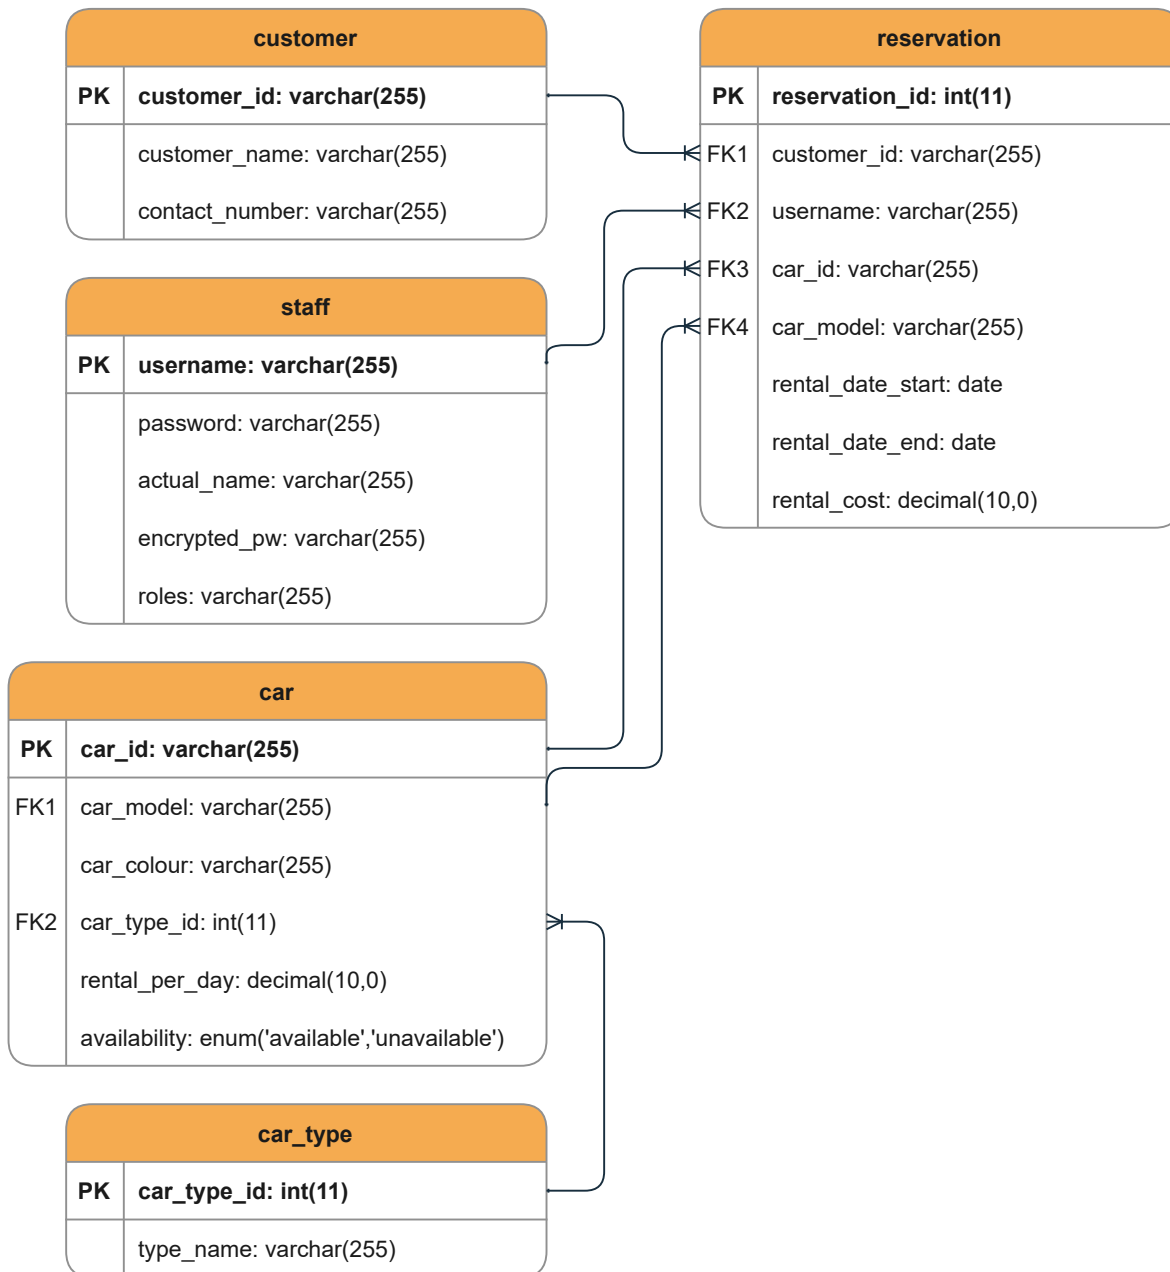 customer
PK customer_id: varchar(255)
customer_name: varchar(255)
contact_number: varchar(255)
staff
PK username: varchar(255)
password: varchar(255)
actual_name: varchar(255)
encrypted_pw: varchar(255)
roles: varchar(255)
car
PK car_id: varchar(255)
FK1 car_model: varchar(255)
car_colour: varchar(255)
FK2 car_type_id: int(11)
rental_per_day: decimal(10,0)
availability: enum('available','unavailable')
car_type
PK car_type_id: int(11)
type_name: varchar(255)
reservation
PK reservation_id: int(11)
FK1 customer_id: varchar(255)
FK2 username: varchar(255)
FK3 car_id: varchar(255)
FK4 car_model: varchar(255)
rental_date_start: date
rental_date_end: date
rental_cost: decimal(10,0)